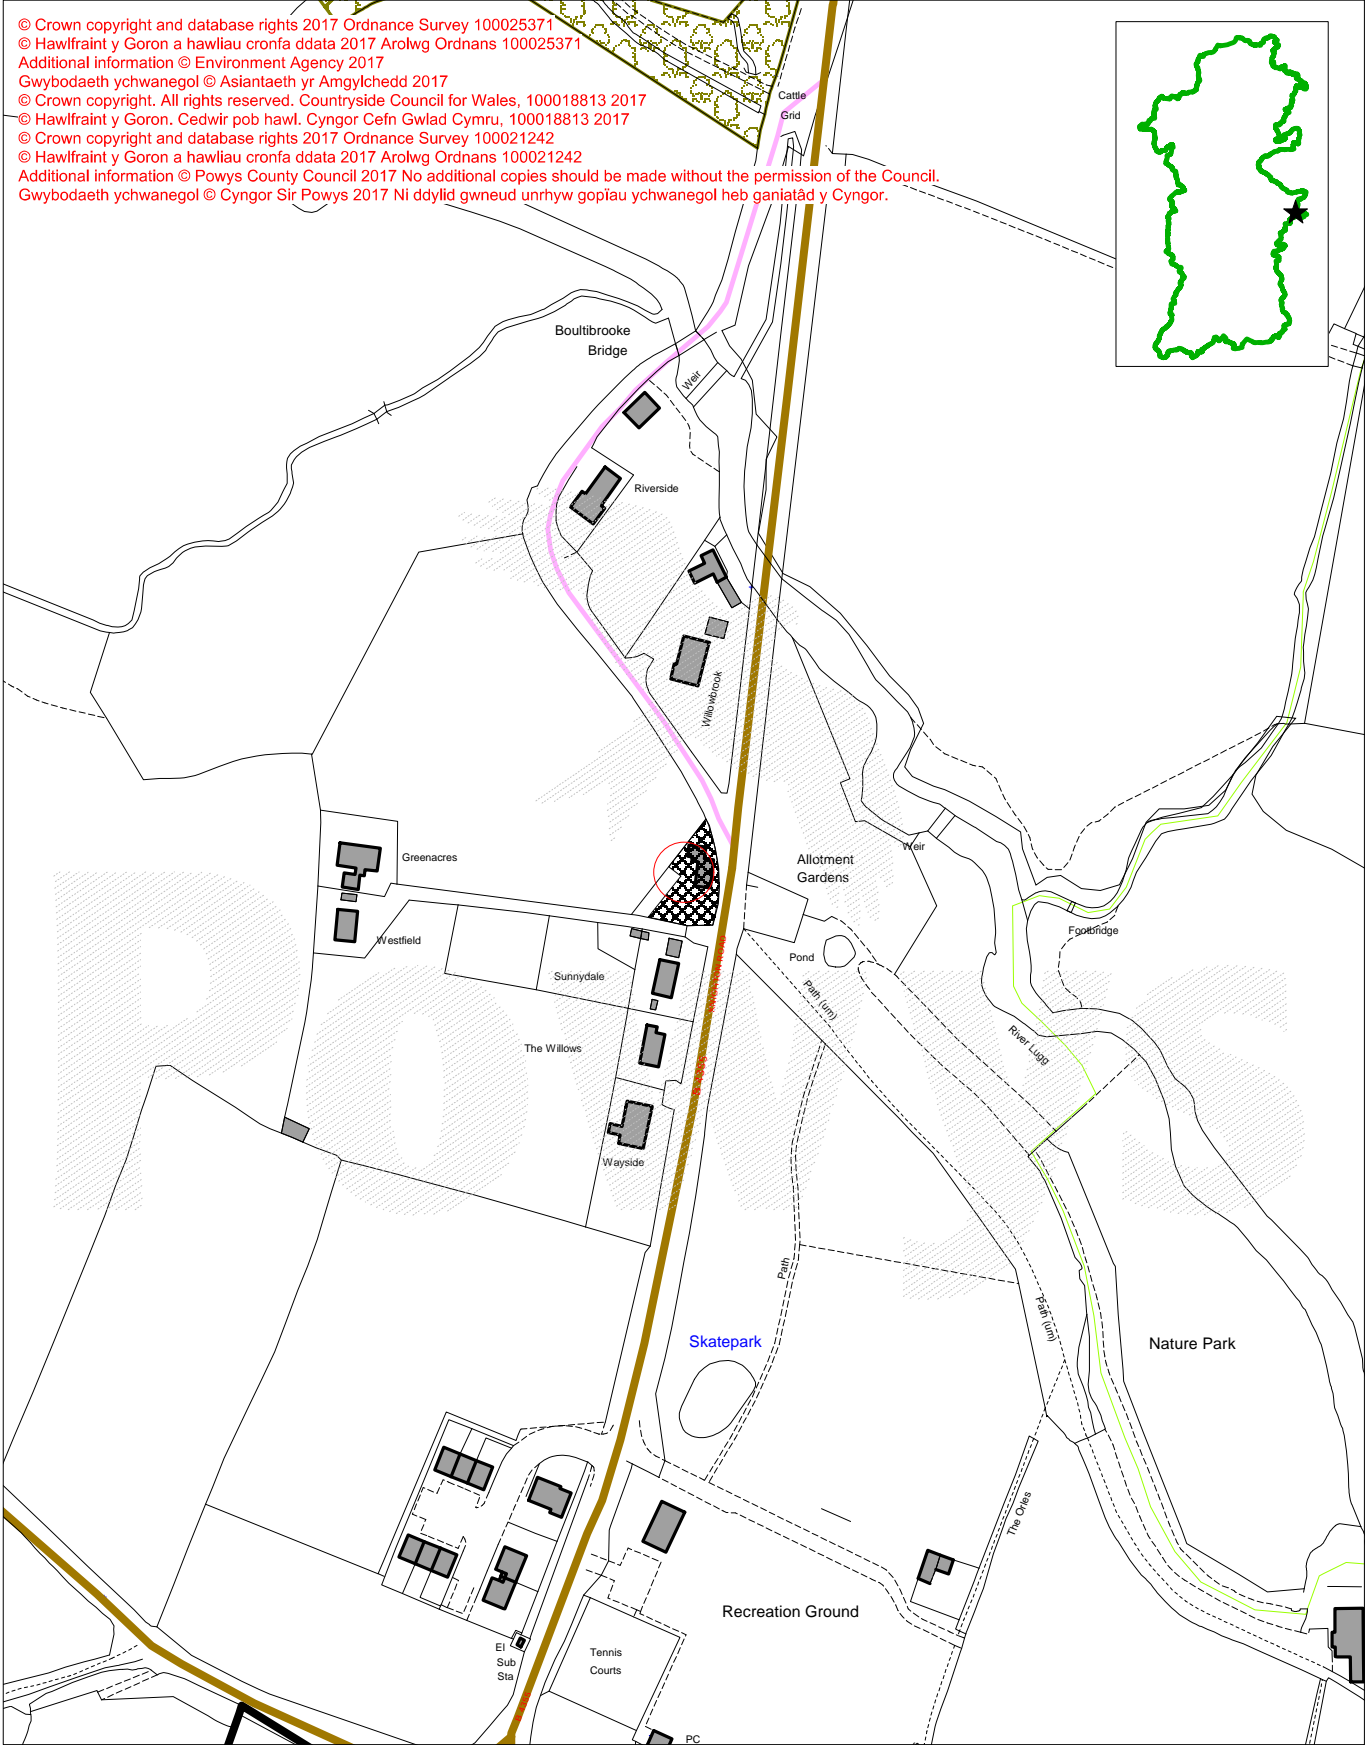 © Crown copyright and database rights 2017 Ordnance Survey 100025371
© Hawlfraint y Goron a hawliau cronfa ddata 2017 Arolwg Ordnans 100025371
Additional information © Environment Agency 2017
Gwybodaeth ychwanegol © Asiantaeth yr Amgylchedd 2017
© Crown copyright. All rights reserved. Countryside Council for Wales, 100018813 2017
© Hawlfraint y Goron. Cedwir pob hawl. Cyngor Cefn Gwlad Cymru, 100018813 2017
© Crown copyright and database rights 2017 Ordnance Survey 100021242
© Hawlfraint y Goron a hawliau cronfa ddata 2017 Arolwg Ordnans 100021242
Additional information © Powys County Council 2017 No additional copies should be made without the permission of the Council.
Gwybodaeth ychwanegol © Cyngor Sir Powys 2017 Ni ddylid gwneud unrhyw gopïau ychwanegol heb ganiatâd y Cyngor.
Cattle
Grid
Boultibrooke
Bridge
Weir
Riverside
Willowbrook
Greenacres
Allotment
Gardens
Weir
Westfield
Footbridge
Sunnydale
Pond
Path (um)
KNIGHTON ROAD
River Lugg
The Willows
B 4355
Wayside
POWYS
Path
Path (um)
Skatepark
Nature Park
The Orles
Recreation Ground
El
Sub
Sta
Tennis
Courts
B 4355
PC